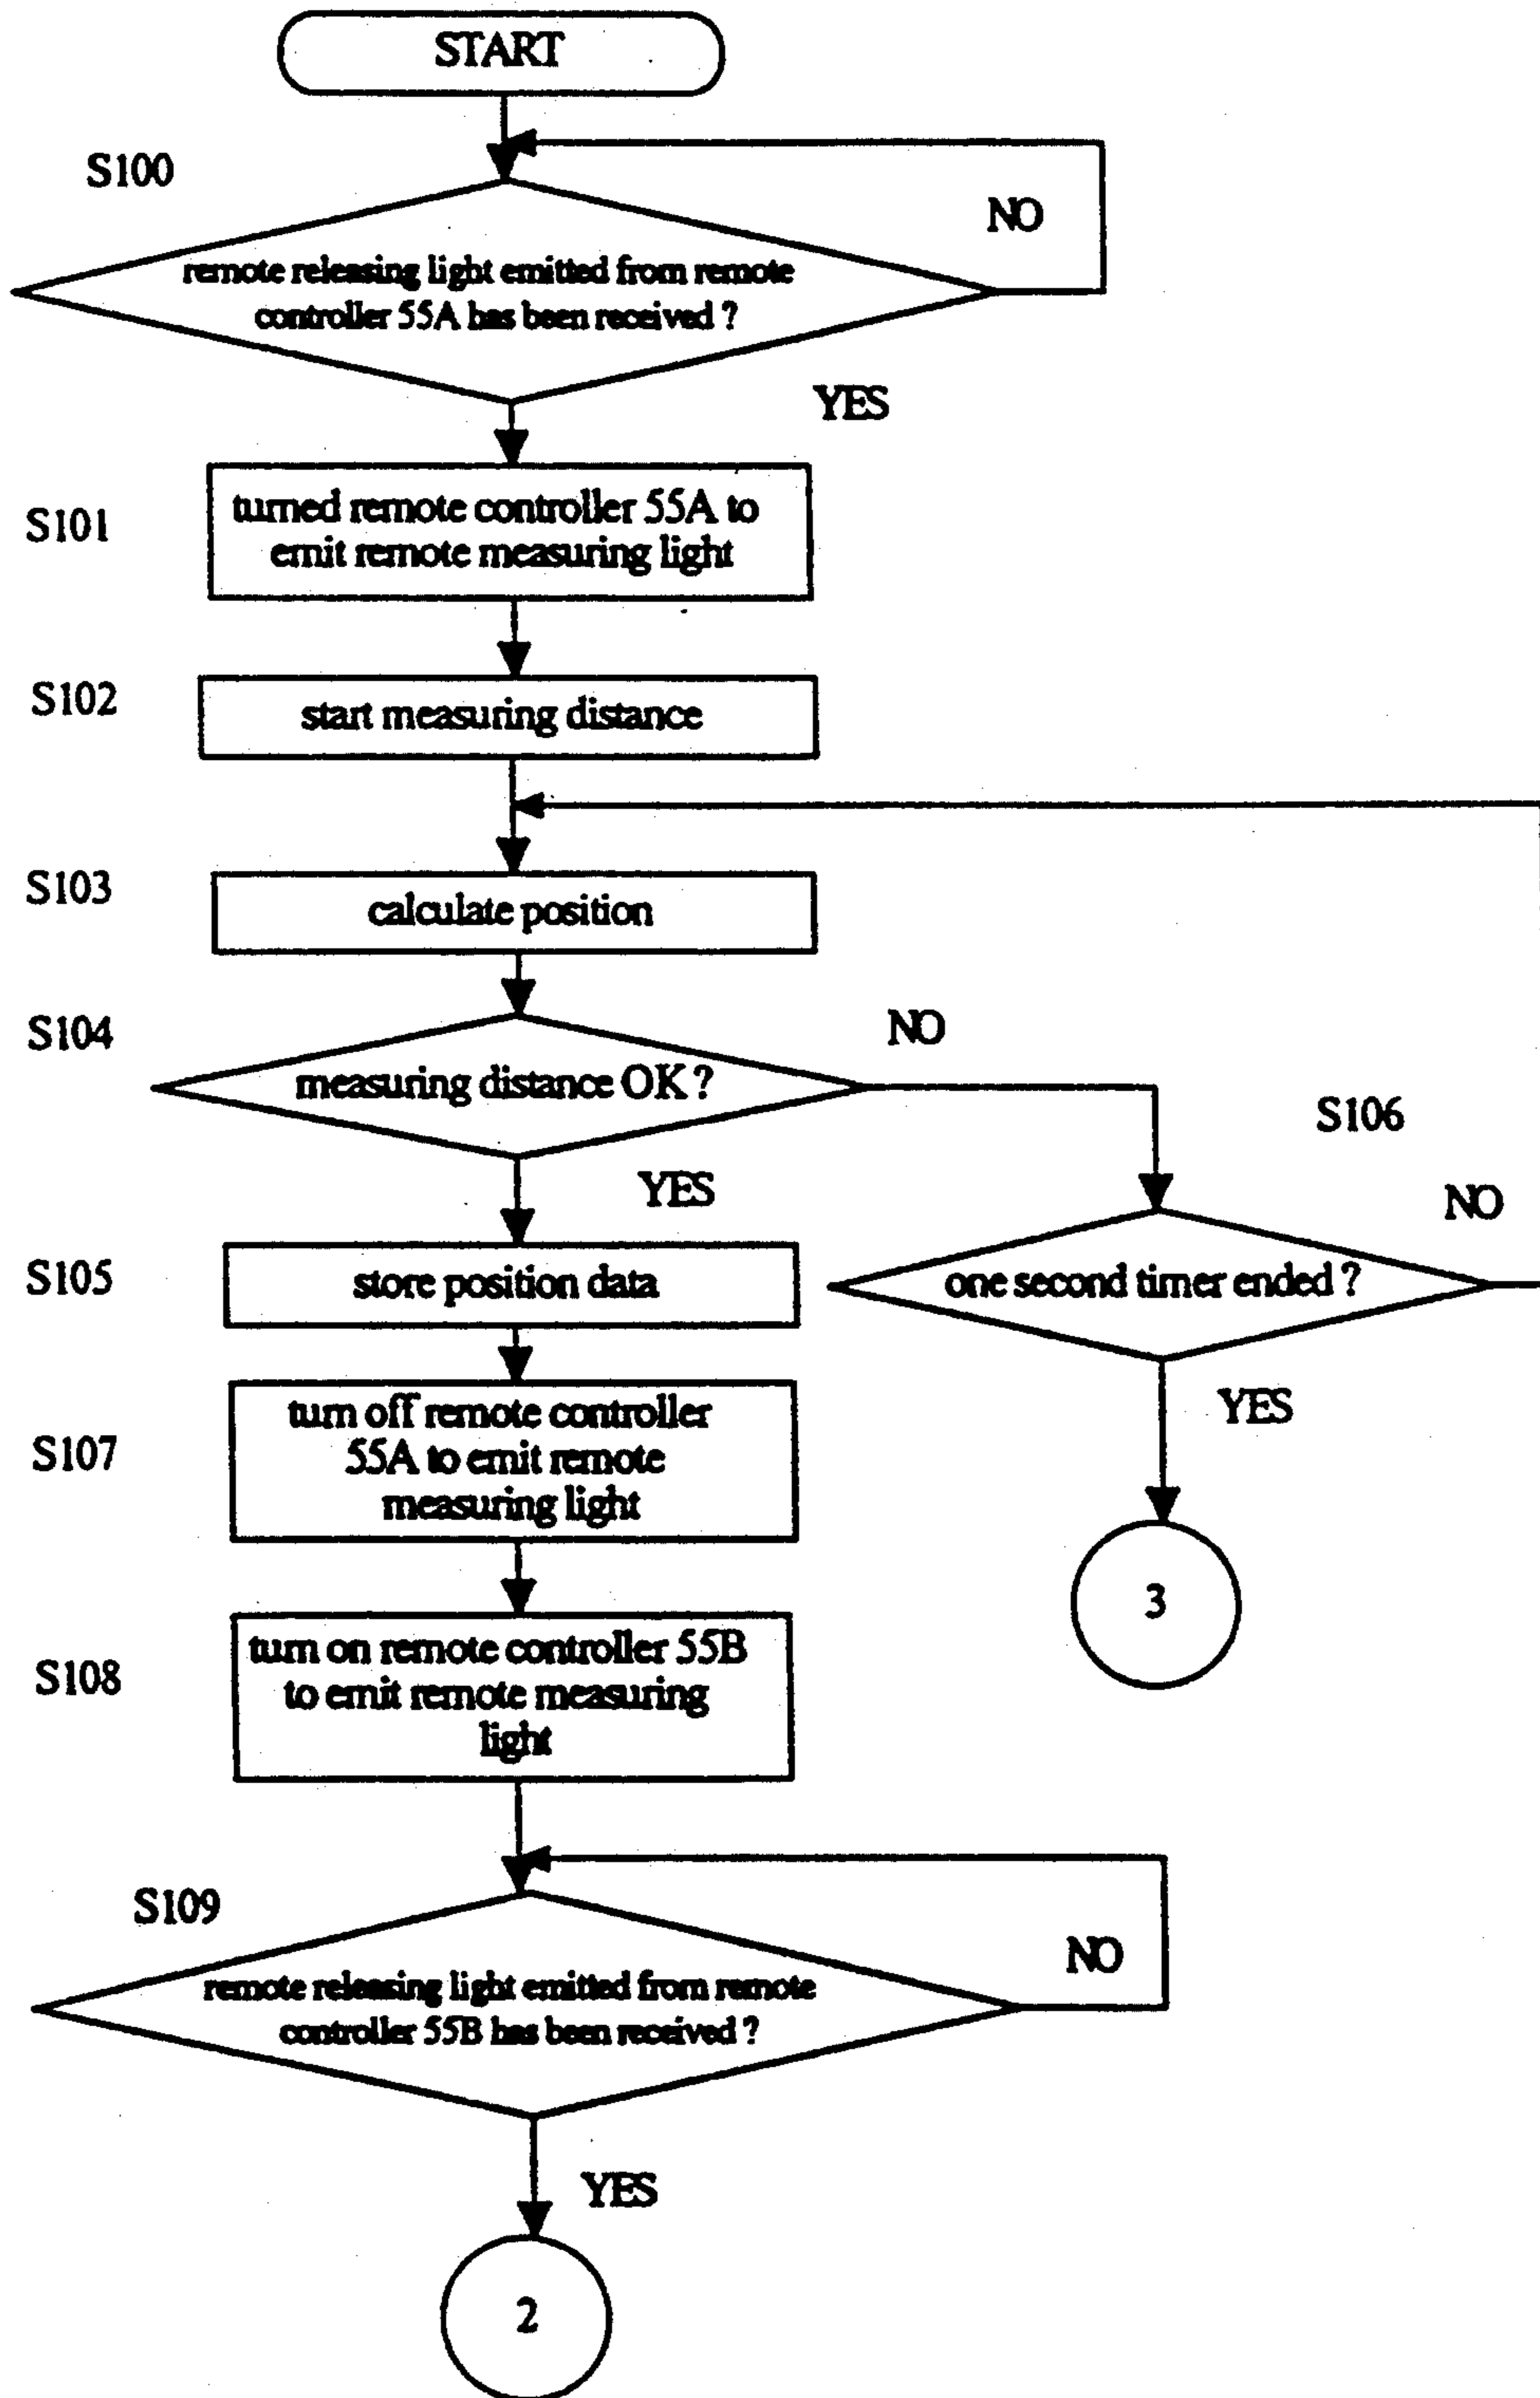 START
S100
NO
remote releasing light emitted from remote
controller 55A has been received ?
YES
S101
turned remote controller 55A to
emit remote measuring light
S102
start measuring distance
S103
calculate position
S104
NO
measuring distance OK ?
S106
YES
NO
S105
store position data
one second timer ended ?
S107
turn off remote controller
55A to emit remote
measuring light
YES
3
S108
turn on remote controller 55B
to emit remote measuring
light
S109
NO
remote releasing light emitted from remote
controller 55B has been received ?
YES
2